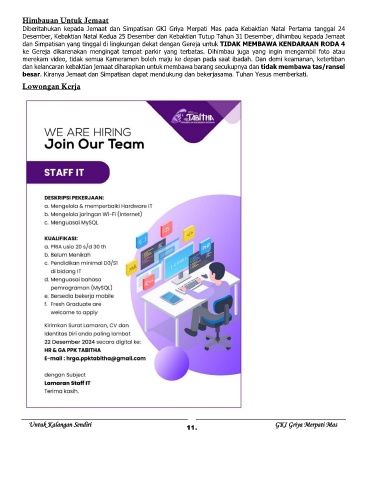 Himbauan Untuk Jemaat
Diberitahukan kepada Jemaat dan Simpatisan GKI Griya Merpati Mas pada Kebaktian Natal Pertama tanggal 24
Desember, Kebaktian Natal Kedua 25 Desember dan Kebaktian Tutup Tahun 31 Desember, dihimbau kepada Jemaat
dan Simpatisan yang tinggal di lingkungan dekat dengan Gereja untuk TIDAK MEMBAWA KENDARAAN RODA 4
ke Gereja dikarenakan mengingat tempat parkir yang terbatas. Dihimbau juga yang ingin mengambil foto atau
merekam video, tidak semua Kameramen boleh maju ke depan pada saat ibadah. Dan demi keamanan, ketertiban
dan kelancaran kebaktian jemaat diharapkan untuk membawa barang secukupnya dan tidak membawa tas/ransel
besar. Kiranya Jemaat dan Simpatisan dapat mendukung dan bekerjasama. Tuhan Yesus memberkati.
Lowongan Kerja
TABITHA
WE ARE HIRING
Join Our Team
STAFF IT
DESKRIPSI PEKERJAAN:
a. Mengelola & memperbaiki Hardware IT
b. Mengelola jaringan Wi-Fi (Internet)
c. Menguasai MySQL
KUALIFIKASI:
a. PRIA usia 20 s/d 30 th
b. Belum Menikah
c. Pendidikan minimal D3/S1
di bidang IT
d. Menguasai bahasa
pemrograman (MySQL)
e. Bersedia bekerja mobile
f. Fresh Graduate are
welcome to apply
Kirimkan Surat Lamaran, CV dan
Identitas Diri anda paling lambat
22 Desember 2024 secara digital ke:
HR & GA PPK TABITHA
E-mail : hrga.ppktabitha@gmail.com
dengan Subject
Lamaran Staff IT
Terima kasih.
Untuk Kalangan Sendiri
11.
GKI Griya Merpati Mas